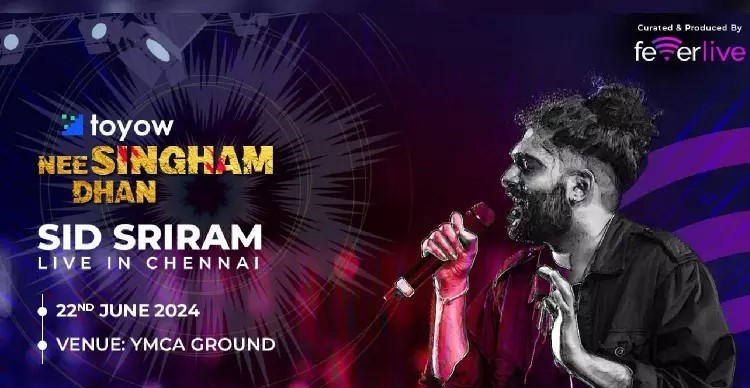 Curated & Produced By
feverlive
toyow
NEE SINGHAM
DHAN
SID SRIRAM
LIVE IN CHENNAI
22ND JUNE 2024
VENUE: YMCA GROUND